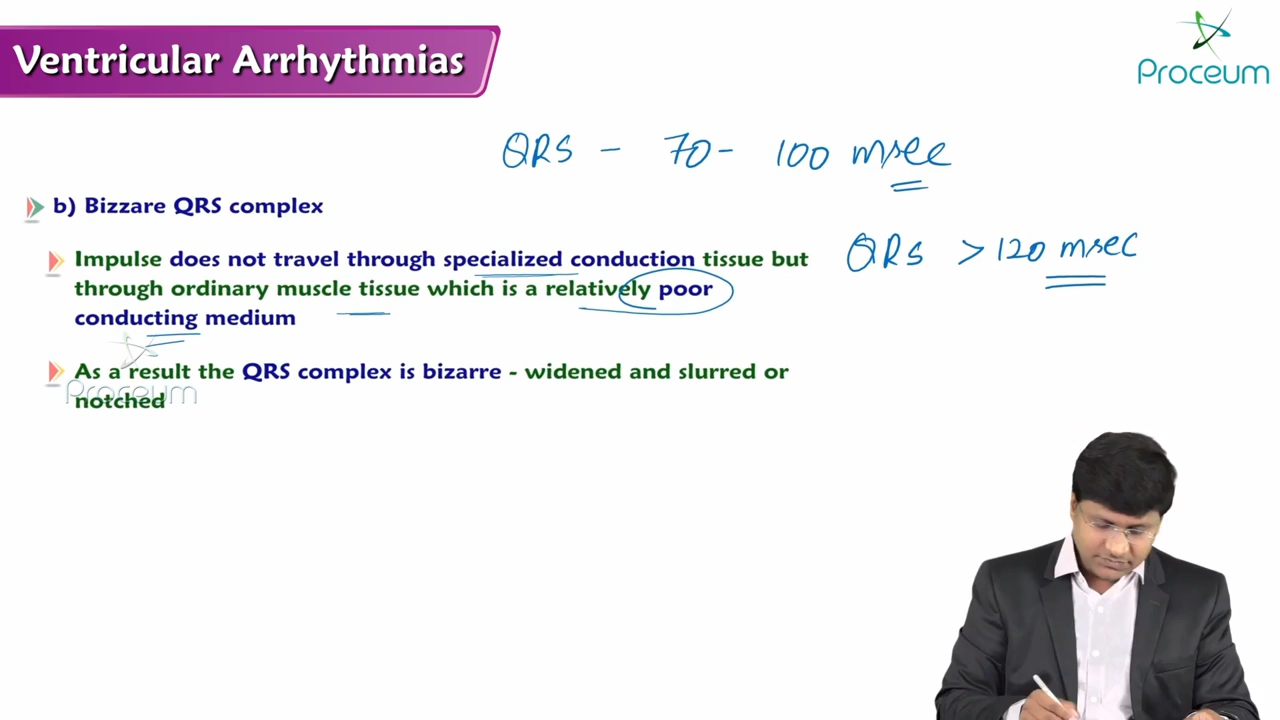 Ventricular Arrhythmias
Proceum
QRS - 70 - 100 msec
b) Bizzare QRS complex
QRS > 120 msec
Impulse does not travel through specialized conduction tissue but
through ordinary muscle tissue which is a relatively poor
conducting medium
As a result the QRS complex is bizarre - widened and slurred or
notched
Proceum